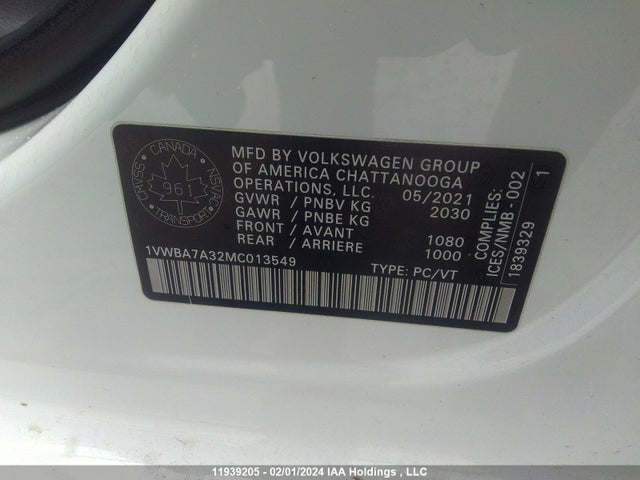 CANADA
CMVSS NSVAC
961
TRANSPORT
MFD BY VOLKSWAGEN GROUP
OF AMERICA CHATTANOOGA
OPERATIONS, LLC. 05/2021
GVWR / PNBV KG 2030
GAWR / PNBE KG
FRONT / AVANT 1080
REAR / ARRIERE 1000
1VWBA7A32MC013549
TYPE: PC/VT
COMPLIES:
ICES/NMB-002
1839329 1
11939205 - 02/01/2024 IAA Holdings , LLC